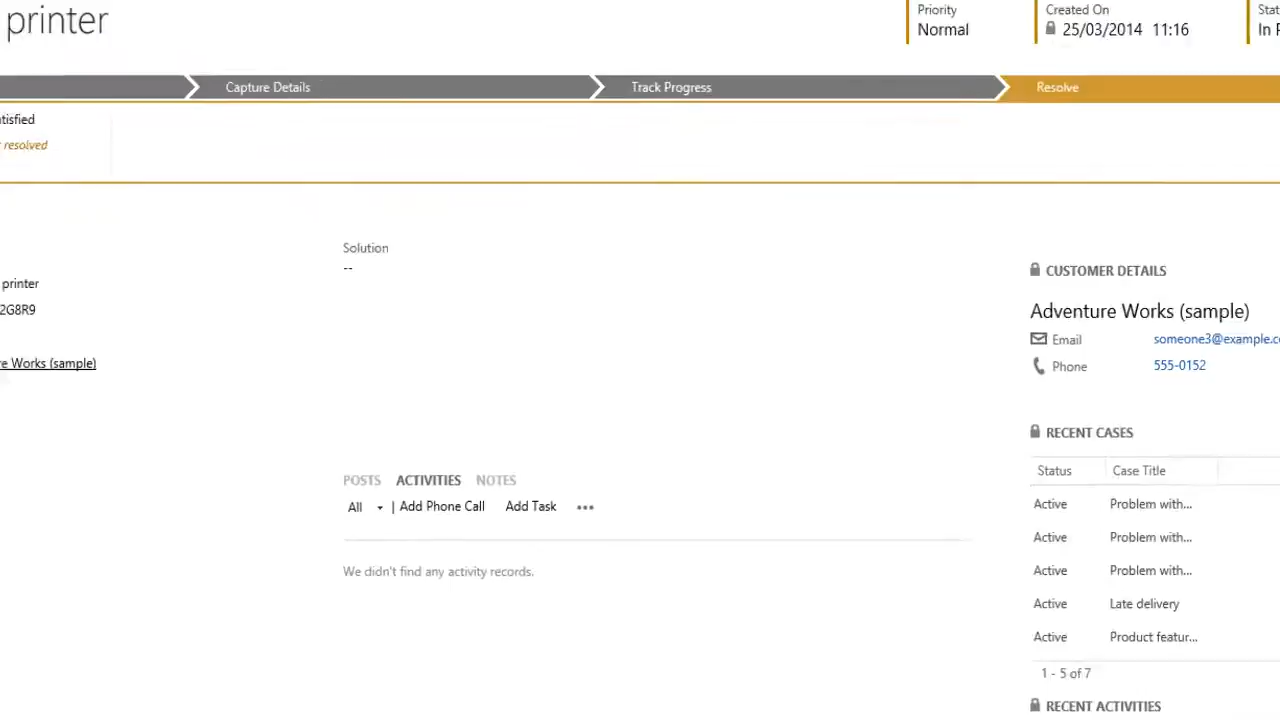 printer
Priority
Normal
Created On
25/03/2014 11:16
In
Capture Details
Track Progress
Resolve
resolved
Solution
--
printer
2G8R9
Works (sample)
CUSTOMER DETAILS
Adventure Works (sample)
Email
Phone 555-0152
POSTS ACTIVITIES NOTES
All | Add Phone Call Add Task •••
We didn't find any activity records.
RECENT CASES
Status Case Title
Active Problem with...
Active Problem with...
Active Problem with...
Active Late delivery
Active Product featur...
1 - 5 of 7
RECENT ACTIVITIES